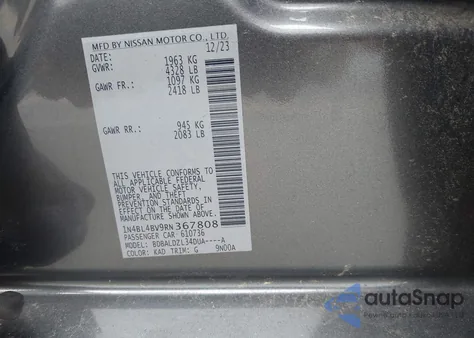 MFD BY NISSAN MOTOR CO., LTD.
DATE: 12/23
GVWR: 1963 KG
4328 LB
GAWR FR.: 1097 KG
2418 LB
GAWR RR.: 945 KG
2083 LB
THIS VEHICLE CONFORMS TO
ALL APPLICABLE FEDERAL
MOTOR VEHICLE SAFETY,
BUMPER, AND THEFT
PREVENTION STANDARDS IN
EFFECT ON THE DATE OF
MANUFACTURE SHOWN ABOVE.
1N4BL4BV9RN367808
PASSENGER CAR 610736
MODEL: BDBALDZL34DUA----A
COLOR: KAD TRIM: G 9N00A
autoSnap